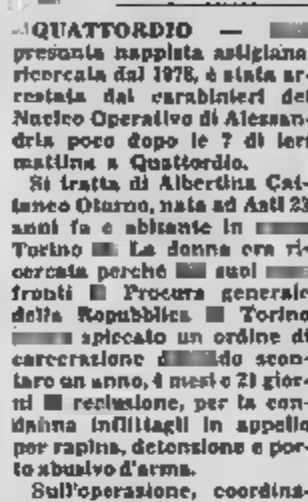 QUATTORDIO —
presunta nappista astigiana
ricercata dal 1978, è stata ar-
restata dai carabinieri del
Nucleo Operativo di Alessan-
dria poco dopo le 7 di ieri
mattina a Quattordio.
Si tratta di Albertina Cat-
taneo Oturno, nata ad Asti 23
anni fa e abitante in
Torino La donna era ri-
cercata perché suoi
fronti Procura generale
della Repubblica Torino
spiccato un ordine di
carcerazione scon-
tare un anno, 4 mesi e 21 gior-
ni reclusione, per la con-
danna inflittagli in appello
per rapina, detenzione e por-
to abusivo d'arma.
Sull'operazione, coordina-